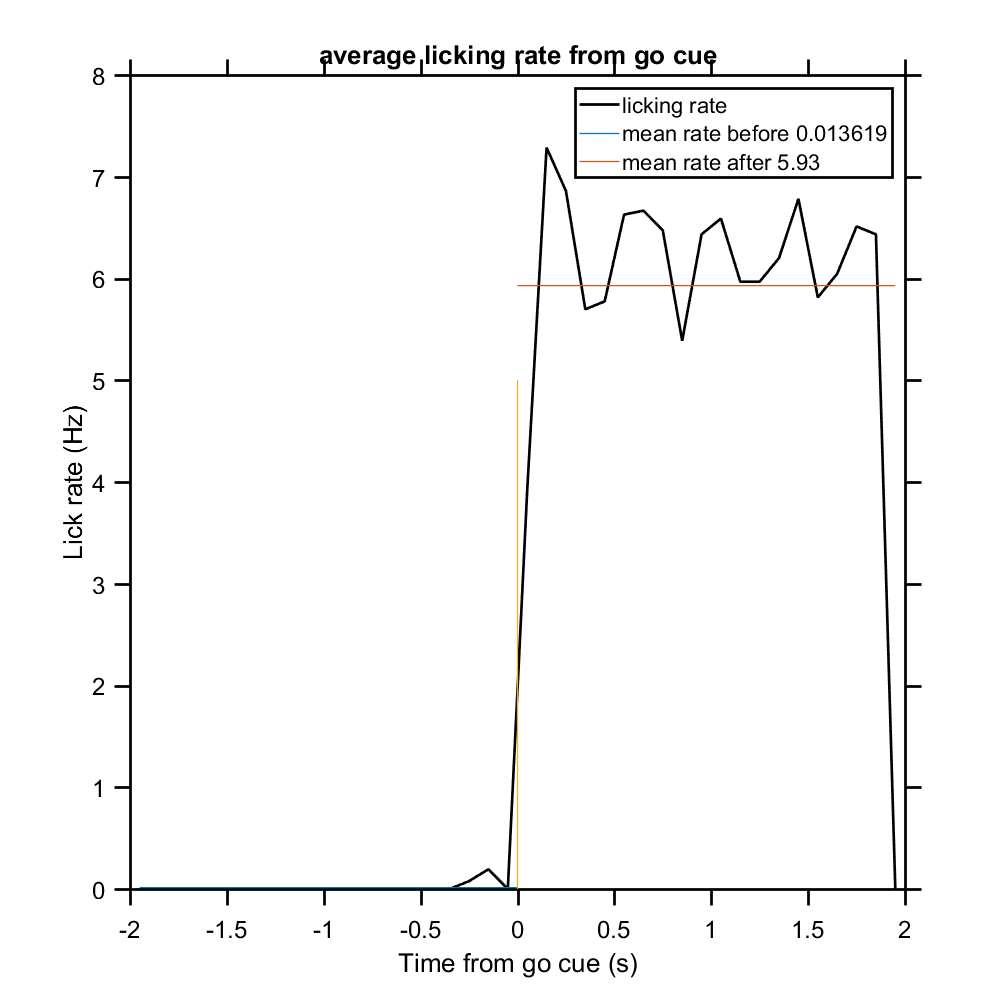 average licking rate from go cue
licking rate
mean rate before 0.013619
mean rate after 5.93
8
7
6
5
4
3
2
1
0
Lick rate (Hz)
-2 -1.5 -1 -0.5 0 0.5 1 1.5 2
Time from go cue (s)